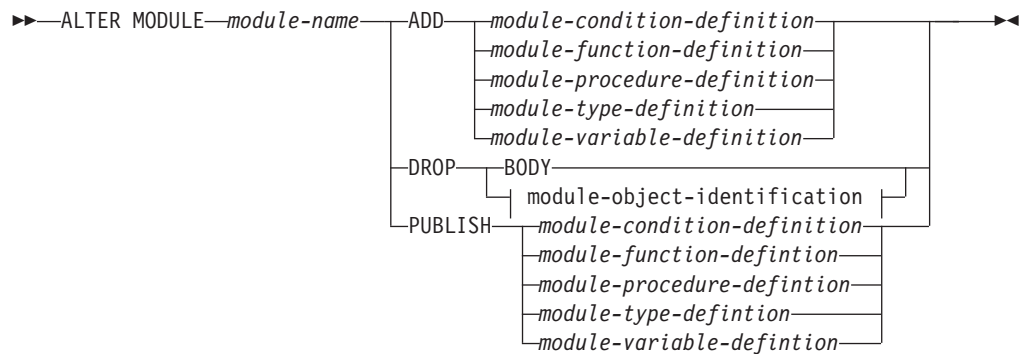 ALTER MODULE module-name ADD module-condition-definition
module-function-definition
module-procedure-definition
module-type-definition
module-variable-definition
DROP BODY
module-object-identification
PUBLISH module-condition-definition
module-function-defintion
module-procedure-defintion
module-type-defintion
module-variable-defintion